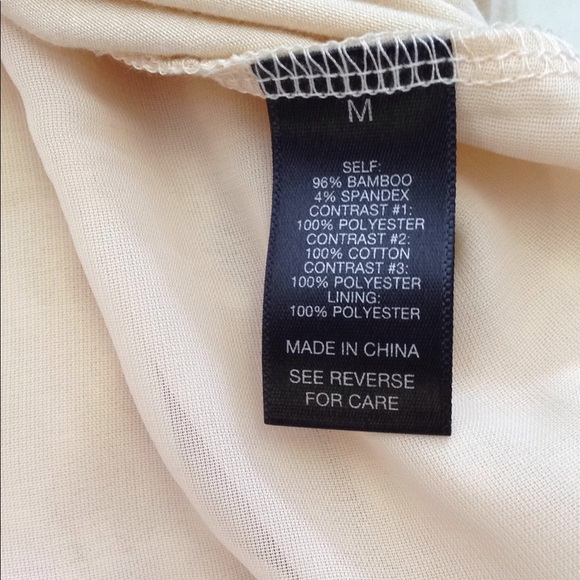 M
SELF:
96% BAMBOO
4% SPANDEX
CONTRAST #1:
100% POLYESTER
CONTRAST #2:
100% COTTON
CONTRAST #3:
100% POLYESTER
LINING:
100% POLYESTER
MADE IN CHINA
SEE REVERSE
FOR CARE